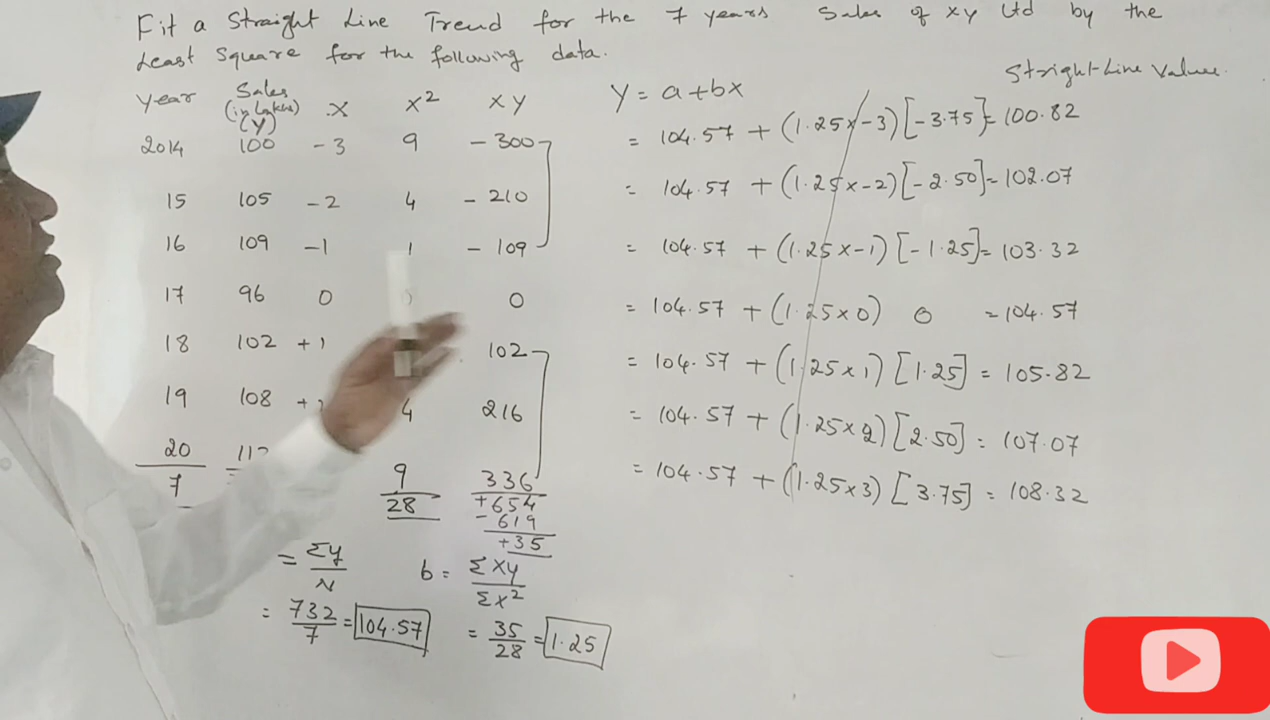 Fit a Straight Line Trend for the 7 years Sales of xy Ltd by the
Least Square for the following data.
Straight-Line Values.
Year Sales (in Lakhs) (Y) X X² XY
2014 100 -3 9 -300
15 105 -2 4 -210
16 109 -1 1 -109
17 96 0 0
18 102 +1 102
19 108 + 4 216
20 9 336
7 28 +654
-619
+35
= Σy/N b = Σxy/Σx²
= 732/7 = 104.57 = 35/28 = 1.25
Y = a+bx
= 104.57 + (1.25x-3) [-3.75] = 100.82
= 104.57 + (1.25x-2) [-2.50] = 102.07
= 104.57 + (1.25x-1) [-1.25] = 103.32
= 104.57 + (1.25x0) 0 = 104.57
= 104.57 + (1.25x1) [1.25] = 105.82
= 104.57 + (1.25x2) [2.50] = 107.07
= 104.57 + (1.25x3) [3.75] = 108.32